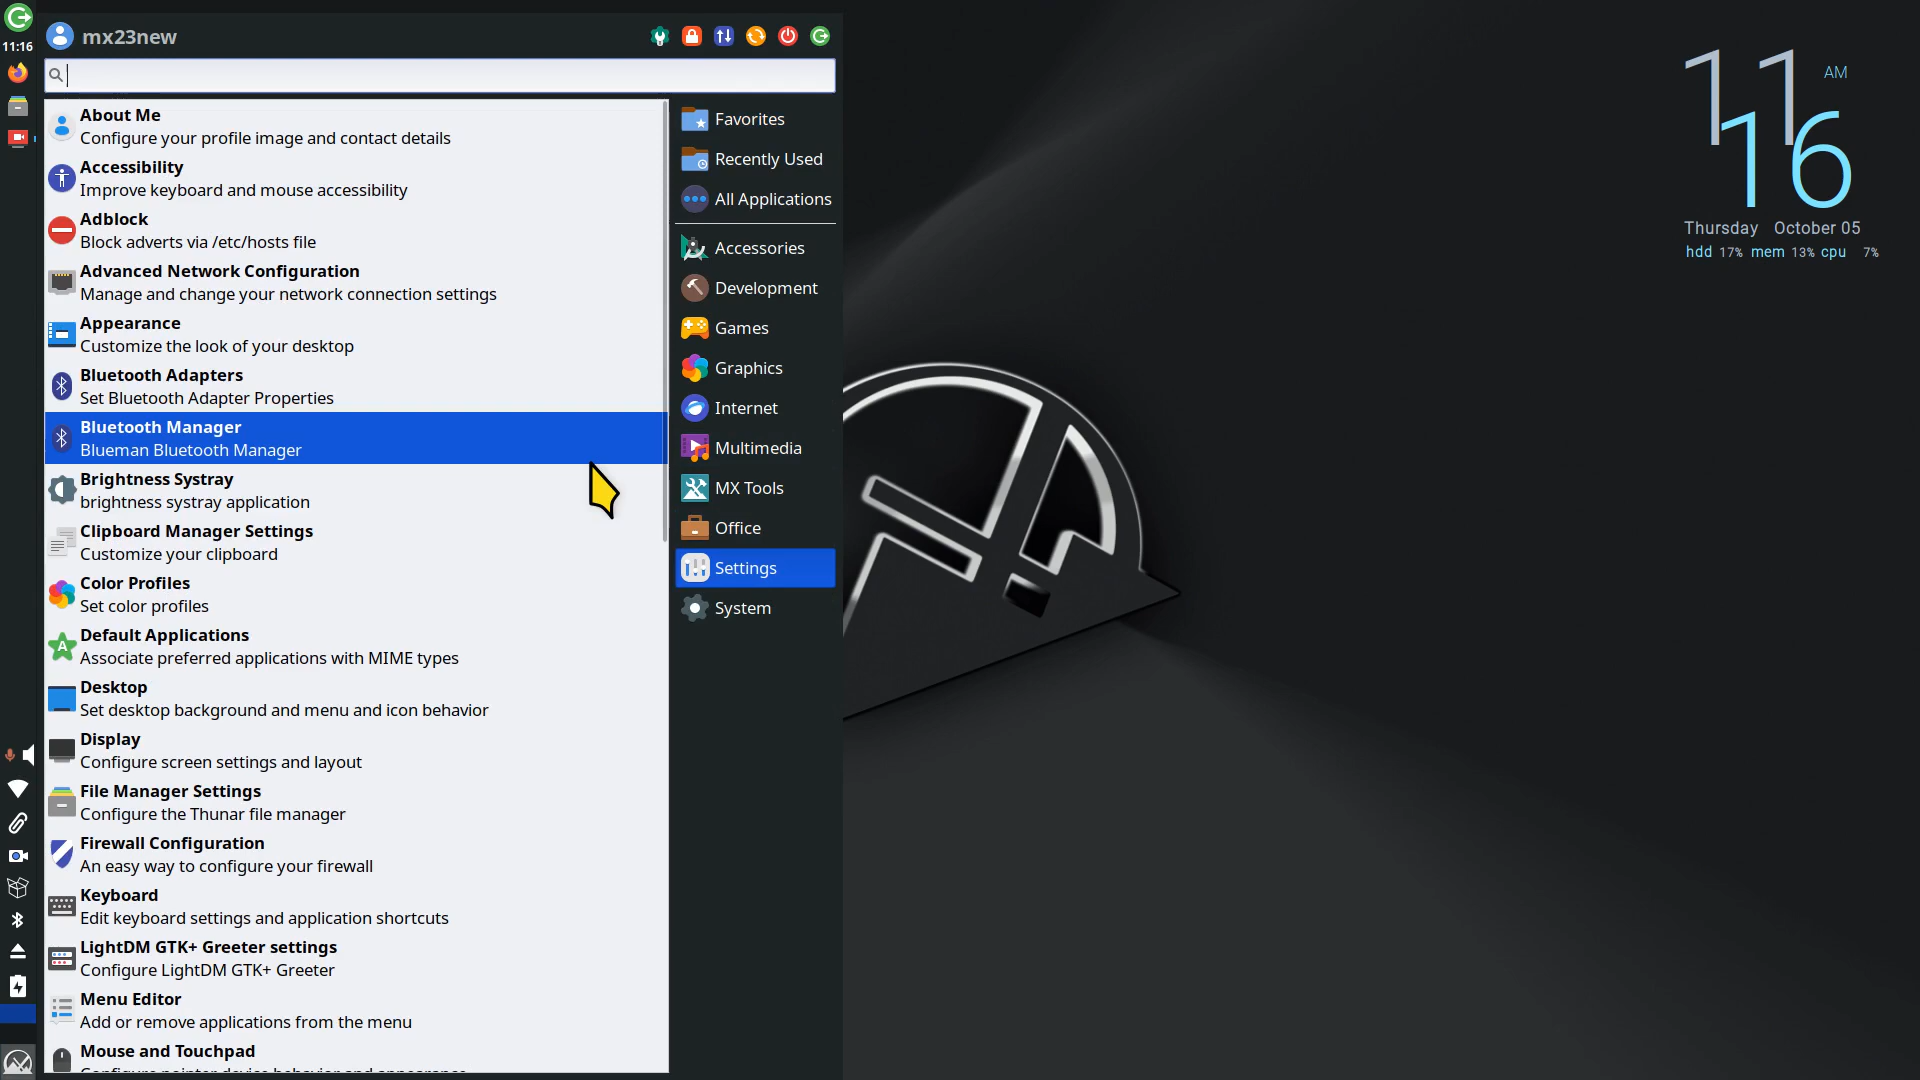 11:16
mx23new
About Me
Configure your profile image and contact details
Accessibility
Improve keyboard and mouse accessibility
Adblock
Block adverts via /etc/hosts file
Advanced Network Configuration
Manage and change your network connection settings
Appearance
Customize the look of your desktop
Bluetooth Adapters
Set Bluetooth Adapter Properties
Bluetooth Manager
Blueman Bluetooth Manager
Brightness Systray
brightness systray application
Clipboard Manager Settings
Customize your clipboard
Color Profiles
Set color profiles
Default Applications
Associate preferred applications with MIME types
Desktop
Set desktop background and menu and icon behavior
Display
Configure screen settings and layout
File Manager Settings
Configure the Thunar file manager
Firewall Configuration
An easy way to configure your firewall
Keyboard
Edit keyboard settings and application shortcuts
LightDM GTK+ Greeter settings
Configure LightDM GTK+ Greeter
Menu Editor
Add or remove applications from the menu
Mouse and Touchpad
Configure pointer device behavior and appearance
Favorites
Recently Used
All Applications
Accessories
Development
Games
Graphics
Internet
Multimedia
MX Tools
Office
Settings
System
11 AM
16
Thursday October 05
hdd 17% mem 13% cpu 7%